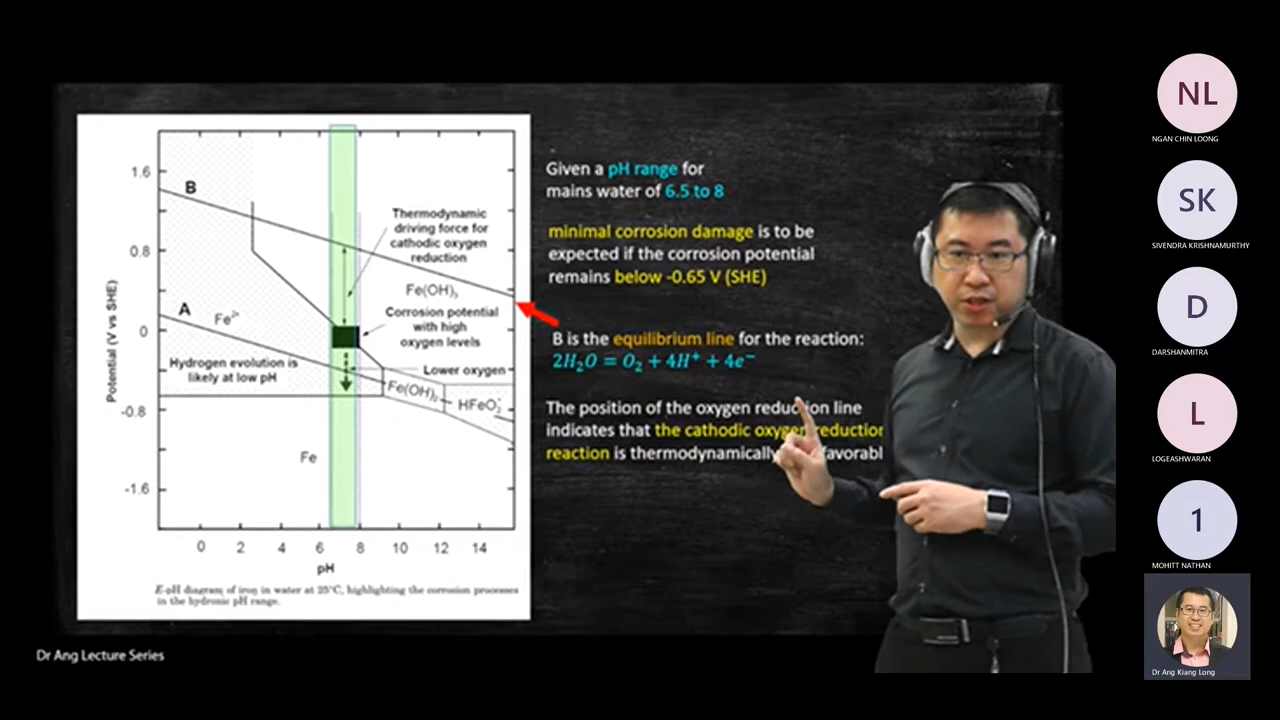 1.6
0.8
0
-0.8
-1.6
Potential (V vs SHE)
B
A
Thermodynamic
driving force for
cathodic oxygen
reduction
Fe(OH)₃
Fe²⁺
Corrosion potential
with high
oxygen levels
Hydrogen evolution is
likely at low pH
Lower oxygen
Fe(OH)₂
HFeO₂⁻
Fe
0 2 4 6 8 10 12 14
pH
E-pH diagram of iron in water at 25°C, highlighting the corrosion processes
in the hydronic pH range.
Given a pH range for
mains water of 6.5 to 8
minimal corrosion damage is to be
expected if the corrosion potential
remains below -0.65 V (SHE)
B is the equilibrium line for the reaction:
2H₂O = O₂ + 4H⁺ + 4e⁻
The position of the oxygen reduction line
indicates that the cathodic oxygen reduction
reaction is thermodynamically
Dr Ang Lecture Series
NL
NGAN CHIN LOONG
SK
SIVENDRA KRISHNAMURTHY
D
DARSHANMITRA
L
LOGEASHWARAN
1
MOHITT NATHAN
Dr Ang Kiang Long